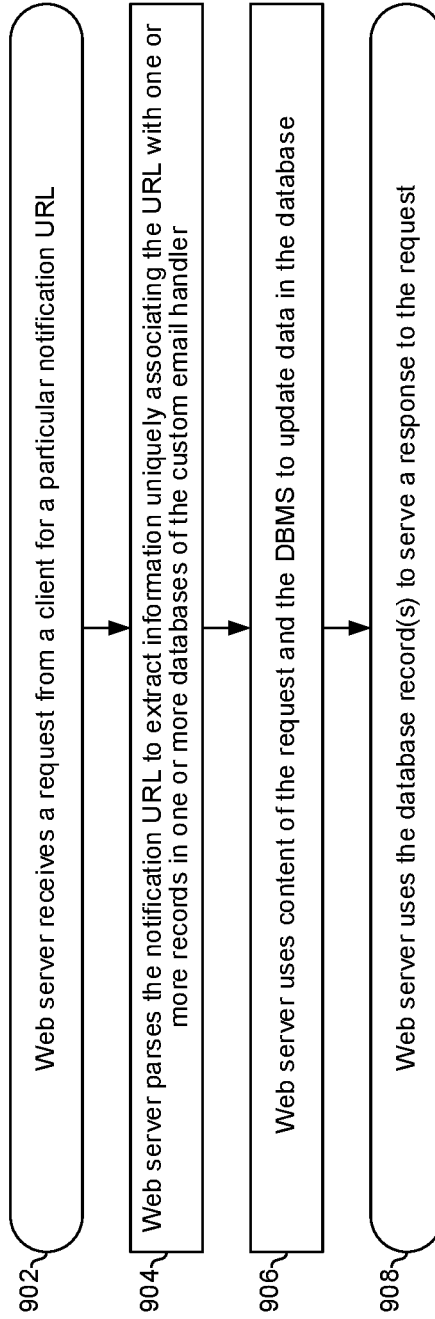 902
Web server receives a request from a client for a particular notification URL
904
Web server parses the notification URL to extract information uniquely associating the URL with one or
more records in one or more databases of the custom email handler
906
Web server uses content of the request and the DBMS to update data in the database
908
Web server uses the database record(s) to serve a response to the request